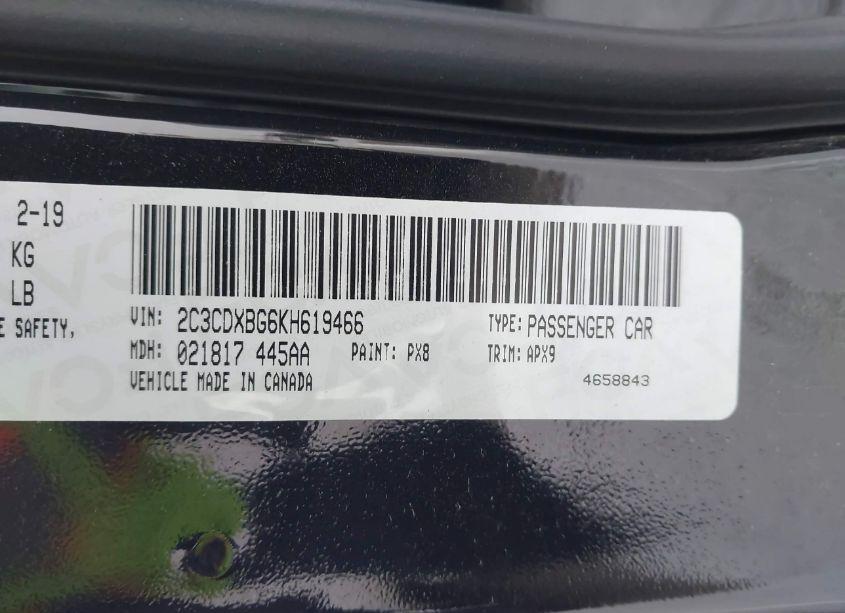 2-19
KG
LB
E SAFETY,
VIN: 2C3CDXBG6KH619466 TYPE: PASSENGER CAR
MDH: 021817 445AA PAINT: PX8 TRIM: APX9
VEHICLE MADE IN CANADA 4658843